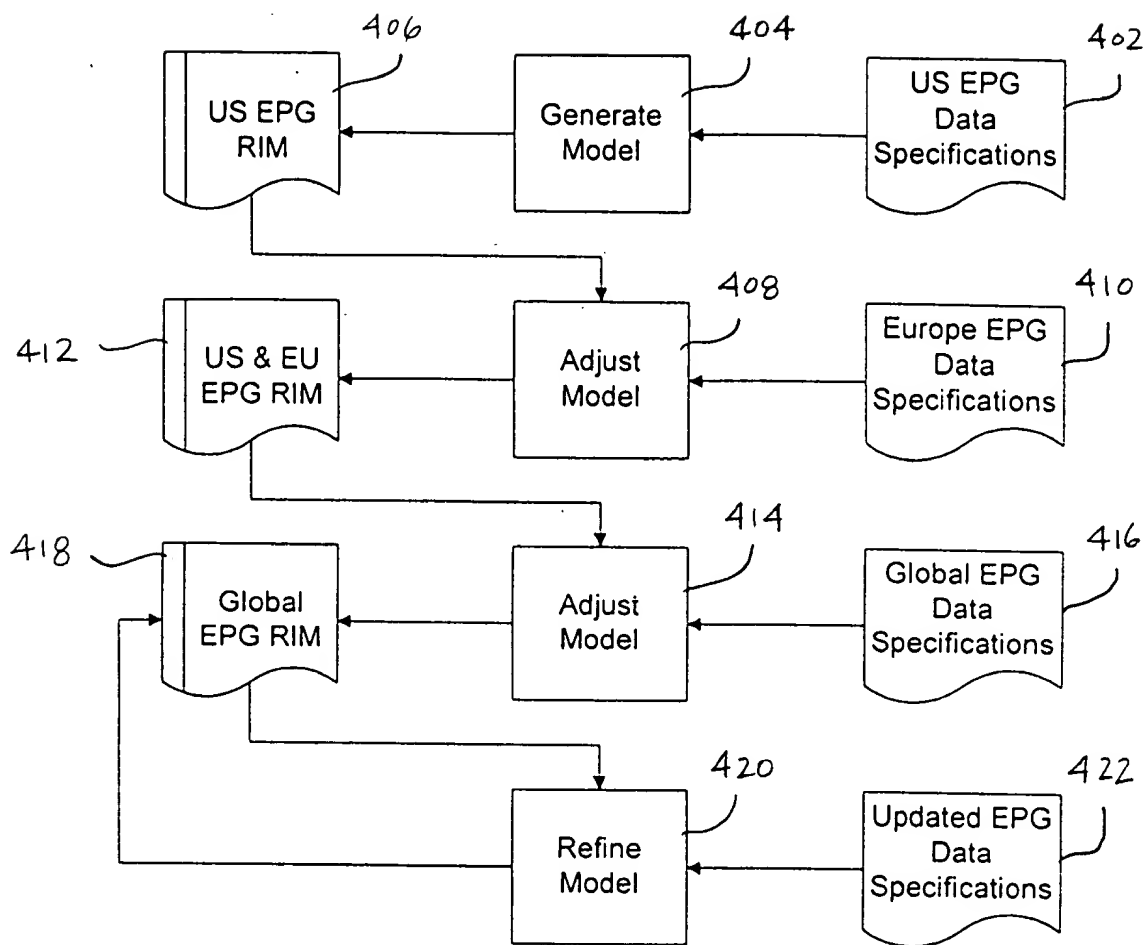 406
404
402
US EPG
RIM
Generate
Model
US EPG
Data
Specifications
408
410
412
US & EU
EPG RIM
Adjust
Model
Europe EPG
Data
Specifications
414
416
418
Global
EPG RIM
Adjust
Model
Global EPG
Data
Specifications
420
422
Refine
Model
Updated EPG
Data
Specifications